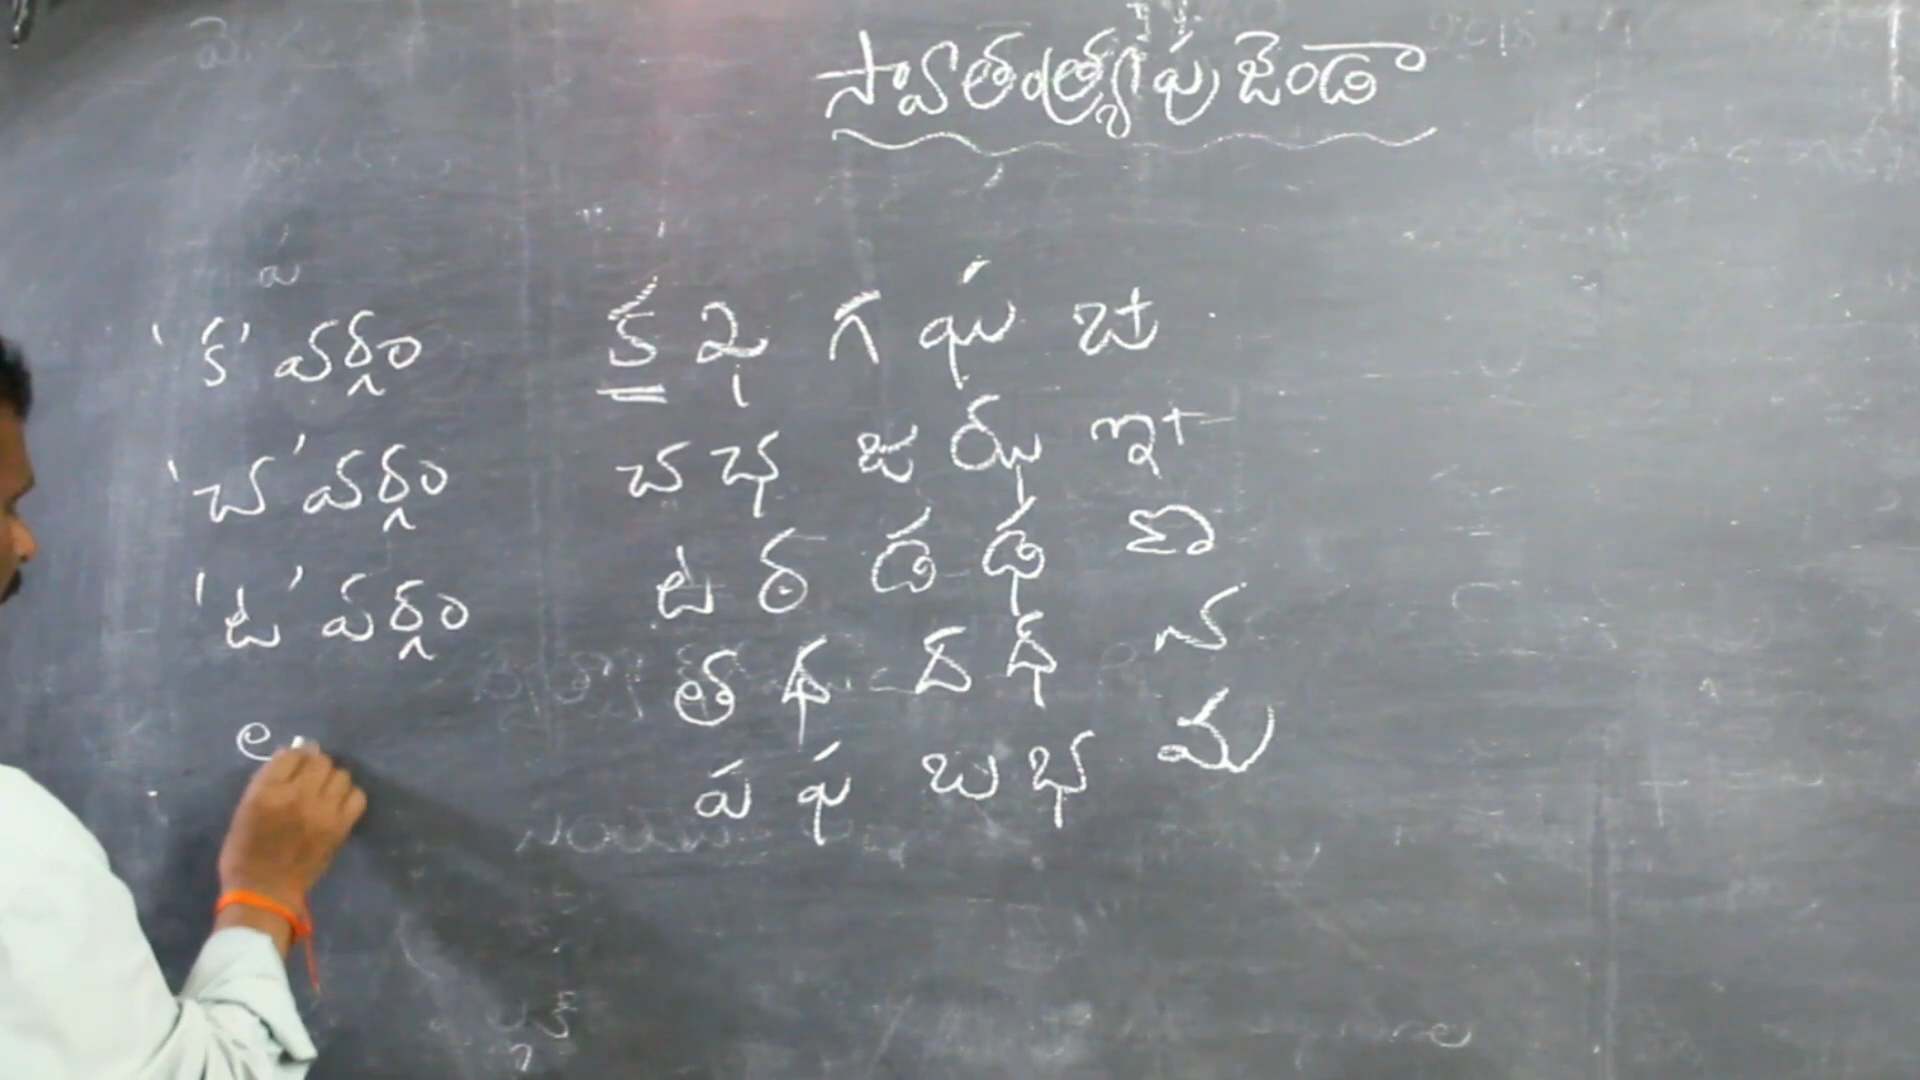 స్వాతంత్ర్యపు జెండా
'క' వర్గం క ఖ గ ఘ ఙ
'చ' వర్గం చ ఛ జ ఝ ఞ
'ట' వర్గం ట ఠ డ ఢ ణ
త థ ద ధ న
ప ఫ బ భ మ